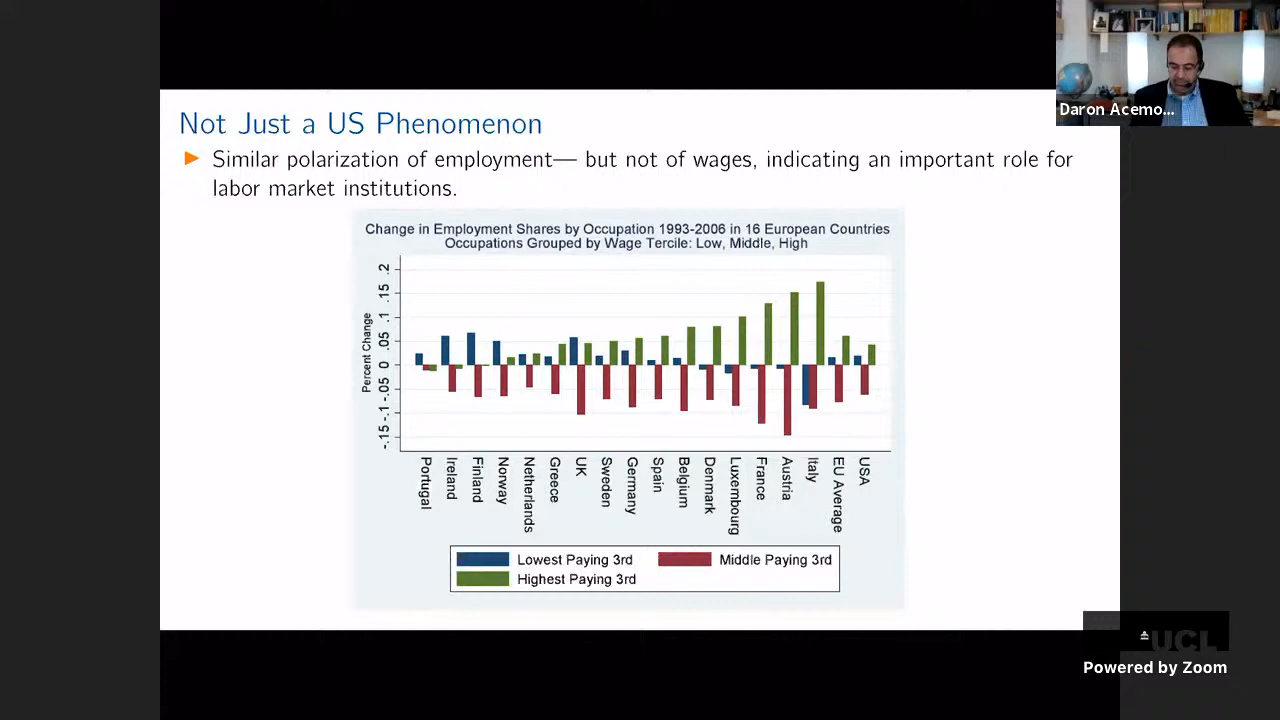 Not Just a US Phenomenon
Similar polarization of employment— but not of wages, indicating an important role for
labor market institutions.
Change in Employment Shares by Occupation 1993-2006 in 16 European Countries
Occupations Grouped by Wage Tercile: Low, Middle, High
Percent Change
.2
.15
.1
.05
0
-.05
-.1
-.15
Portugal
Ireland
Finland
Norway
Netherlands
Greece
UK
Sweden
Germany
Spain
Belgium
Denmark
Luxembourg
France
Austria
Italy
EU Average
USA
Lowest Paying 3rd
Middle Paying 3rd
Highest Paying 3rd
Daron Acemo...
UCL
Powered by Zoom